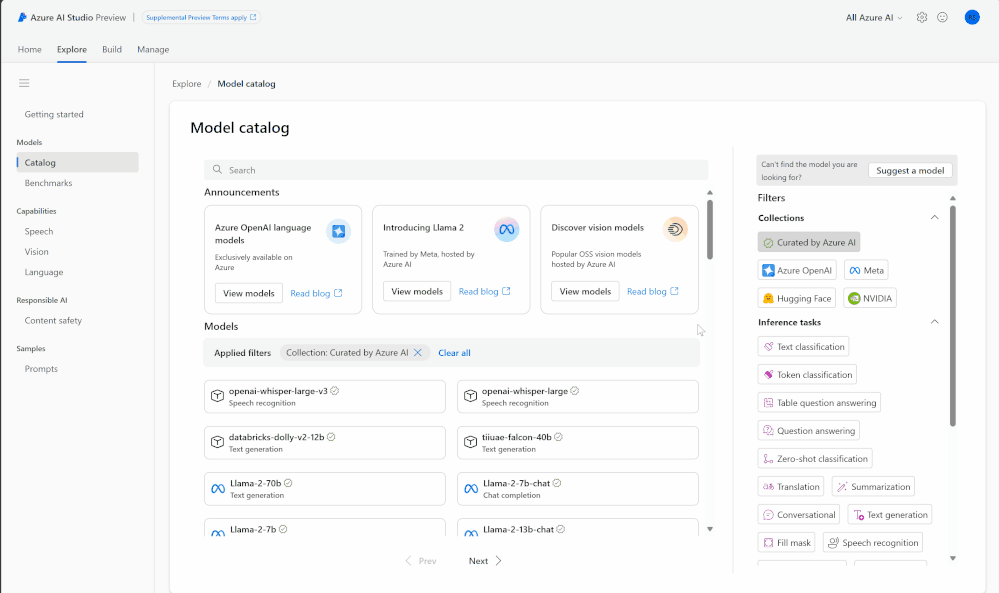 Azure AI Studio Preview
Supplemental Preview Terms apply
All Azure AI
Home
Explore
Build
Manage
Getting started
Models
Catalog
Benchmarks
Capabilities
Speech
Vision
Language
Responsible AI
Content safety
Samples
Prompts
Explore / Model catalog
Model catalog
Search
Announcements
Azure OpenAI language
models
Exclusively available on
Azure
View models
Read blog
Introducing Llama 2
Trained by Meta, hosted by
Azure AI
View models
Read blog
Discover vision models
Popular OSS vision models
hosted by Azure AI
View models
Read blog
Models
Applied filters
Collection: Curated by Azure AI
Clear all
openai-whisper-large-v3
Speech recognition
openai-whisper-large
Speech recognition
databricks-dolly-v2-12b
Text generation
tiiuae-falcon-40b
Text generation
Llama-2-70b
Text generation
Llama-2-7b-chat
Chat completion
Llama-2-7b
Llama-2-13b-chat
Prev
Next
Can't find the model you are
looking for?
Suggest a model
Filters
Collections
Curated by Azure AI
Azure OpenAI
Meta
Hugging Face
NVIDIA
Inference tasks
Text classification
Token classification
Table question answering
Question answering
Zero-shot classification
Translation
Summarization
Conversational
Text generation
Fill mask
Speech recognition